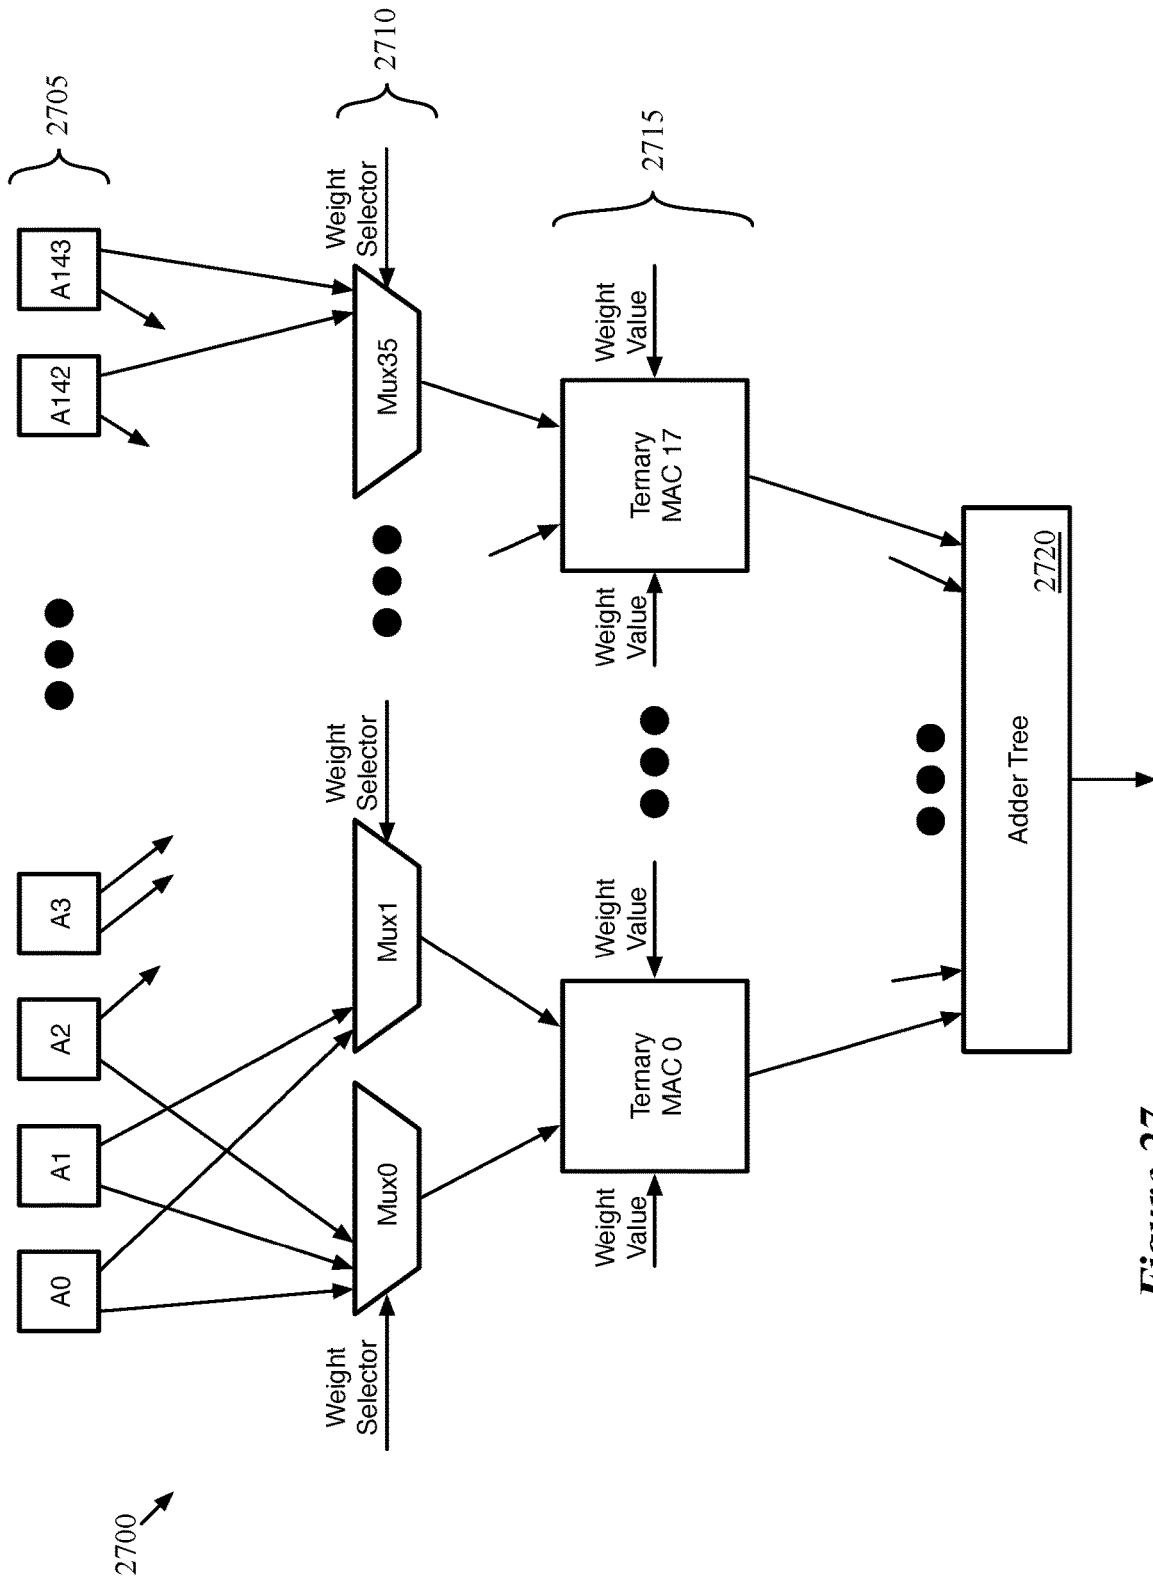 2700
2705
A0
A1
A2
A3
A142
A143
2710
Weight
Selector
Mux0
Mux1
Weight
Selector
Mux35
Weight
Selector
2715
Weight
Value
Ternary
MAC 0
Weight
Value
Weight
Value
Ternary
MAC 17
Weight
Value
Adder Tree
2720
Figure 27